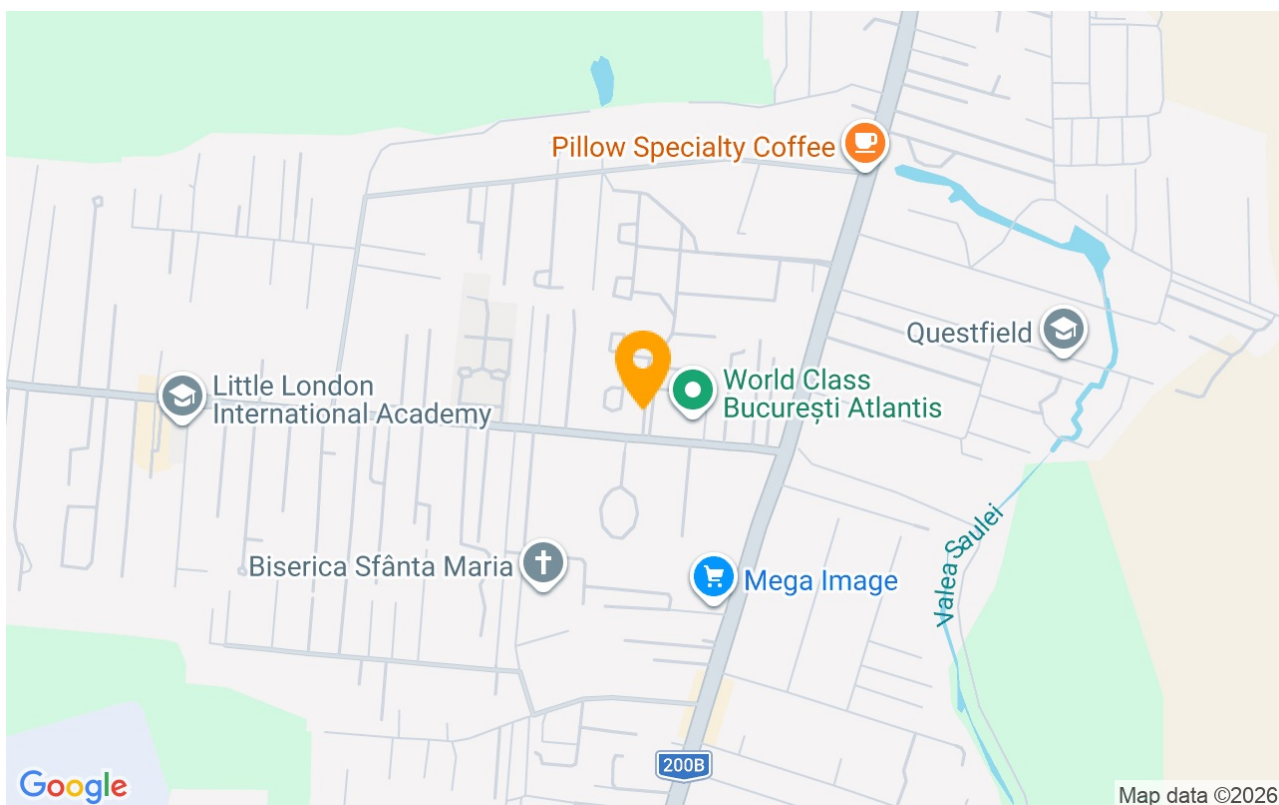 Pillow Specialty Coffee
Questfield
Little London
International Academy
World Class
București Atlantis
Valea Saulei
Biserica Sfânta Maria
Mega Image
200B
Google
Map data ©2026